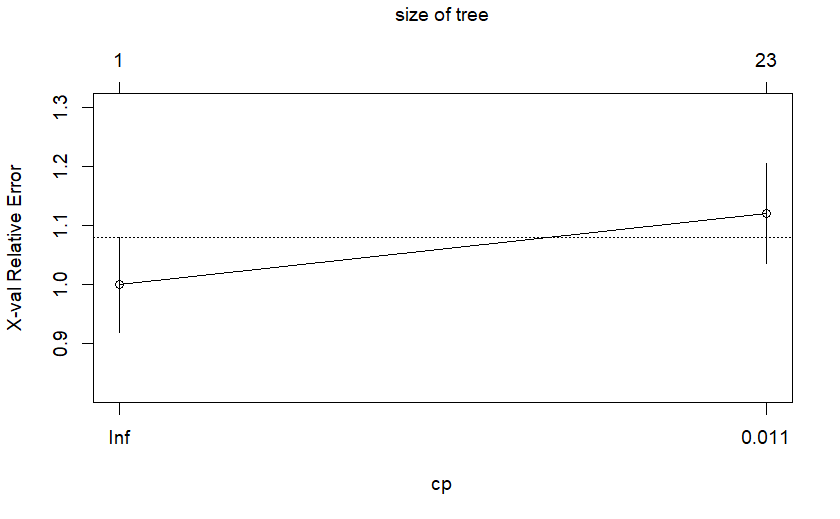 size of tree
1 23
X-val Relative Error
1.3
1.2
1.1
1.0
0.9
Inf 0.011
cp